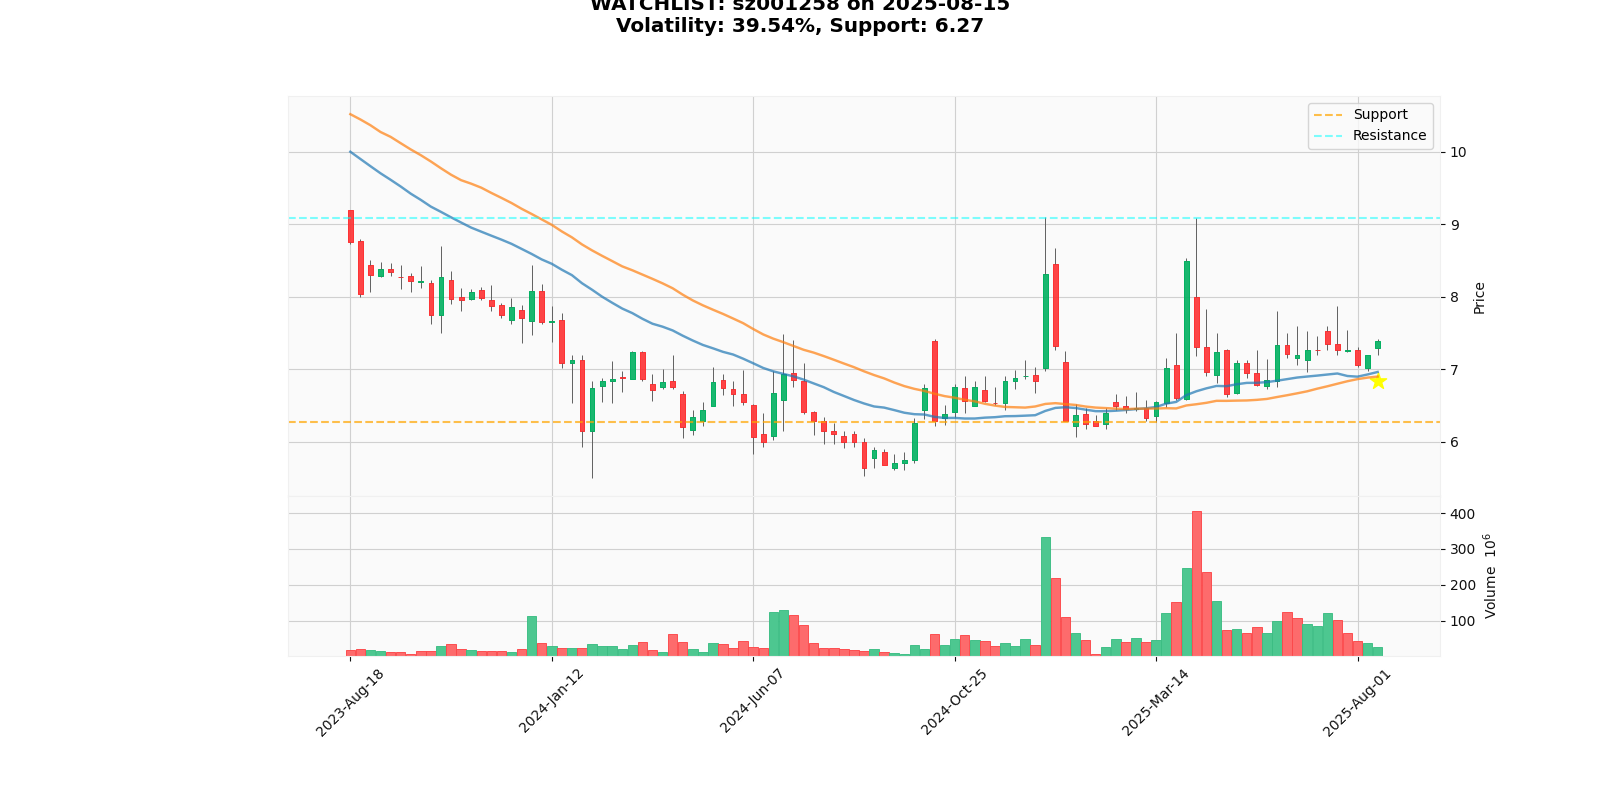 WATCHLIST: sz001258 on 2025-08-15
Volatility: 39.54%, Support: 6.27
Support
Resistance
10
9
8
7
6
Price
400
300
200
100
Volume 10^6
2023-Aug-18
2024-Jan-12
2024-Jun-07
2024-Oct-25
2025-Mar-14
2025-Aug-01